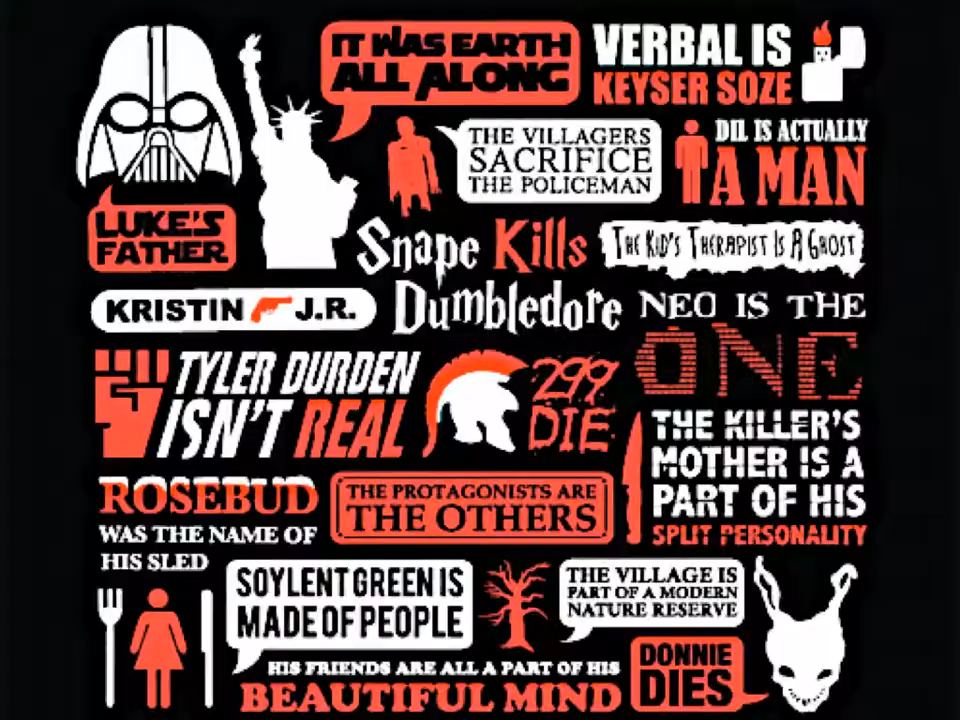 IT WAS EARTH
ALL ALONG
VERBAL IS
KEYSER SOZE
THE VILLAGERS
SACRIFICE
THE POLICEMAN
DIL IS ACTUALLY
A MAN
LUKE'S
FATHER
Snape Kills
Dumbledore
THE KID'S THERAPIST IS A GHOST
KRISTIN J.R.
NEO IS THE
ONE
TYLER DURDEN
ISN'T REAL
299
DIE
THE KILLER'S
MOTHER IS A
PART OF HIS
SPLIT PERSONALITY
ROSEBUD
WAS THE NAME OF
HIS SLED
THE PROTAGONISTS ARE
THE OTHERS
SOYLENT GREEN IS
MADE OF PEOPLE
THE VILLAGE IS
PART OF A MODERN
NATURE RESERVE
HIS FRIENDS ARE ALL A PART OF HIS
BEAUTIFUL MIND
DONNIE
DIES